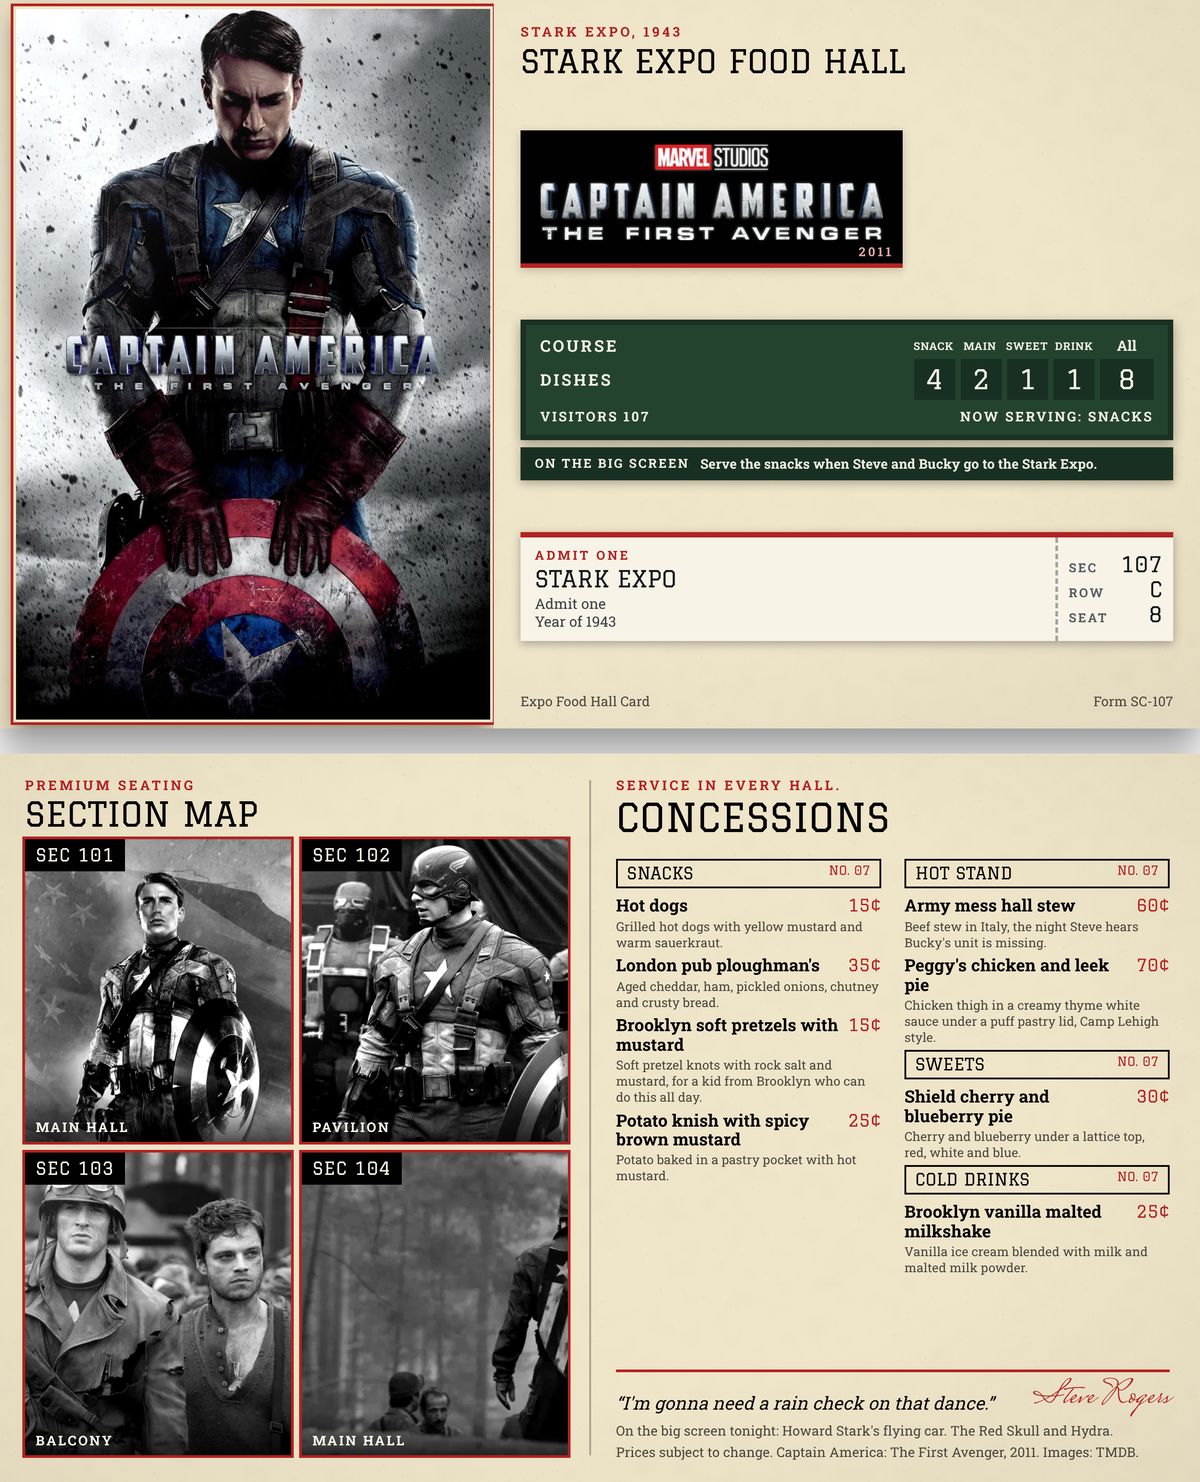 CAPTAIN AMERICA
THE FIRST AVENGER
STARK EXPO, 1943
STARK EXPO FOOD HALL
MARVEL STUDIOS
CAPTAIN AMERICA
THE FIRST AVENGER
2011
COURSE SNACK MAIN SWEET DRINK All
DISHES 4 2 1 1 8
VISITORS 107 NOW SERVING: SNACKS
ON THE BIG SCREEN Serve the snacks when Steve and Bucky go to the Stark Expo.
ADMIT ONE
STARK EXPO
Admit one
Year of 1943
SEC 107
ROW C
SEAT 8
Expo Food Hall Card Form SC-107
PREMIUM SEATING
SECTION MAP
SEC 101
MAIN HALL
SEC 102
PAVILION
SEC 103
BALCONY
SEC 104
MAIN HALL
SERVICE IN EVERY HALL.
CONCESSIONS
SNACKS NO. 07
Hot dogs 15¢
Grilled hot dogs with yellow mustard and
warm sauerkraut.
London pub ploughman's 35¢
Aged cheddar, ham, pickled onions, chutney
and crusty bread.
Brooklyn soft pretzels with 15¢
mustard
Soft pretzel knots with rock salt and
mustard, for a kid from Brooklyn who can
do this all day.
Potato knish with spicy 25¢
brown mustard
Potato baked in a pastry pocket with hot
mustard.
HOT STAND NO. 07
Army mess hall stew 60¢
Beef stew in Italy, the night Steve hears
Bucky's unit is missing.
Peggy's chicken and leek 70¢
pie
Chicken thigh in a creamy thyme white
sauce under a puff pastry lid, Camp Lehigh
style.
SWEETS NO. 07
Shield cherry and 30¢
blueberry pie
Cherry and blueberry under a lattice top,
red, white and blue.
COLD DRINKS NO. 07
Brooklyn vanilla malted 25¢
milkshake
Vanilla ice cream blended with milk and
malted milk powder.
“I'm gonna need a rain check on that dance.” Steve Rogers
On the big screen tonight: Howard Stark's flying car. The Red Skull and Hydra.
Prices subject to change. Captain America: The First Avenger, 2011. Images: TMDB.